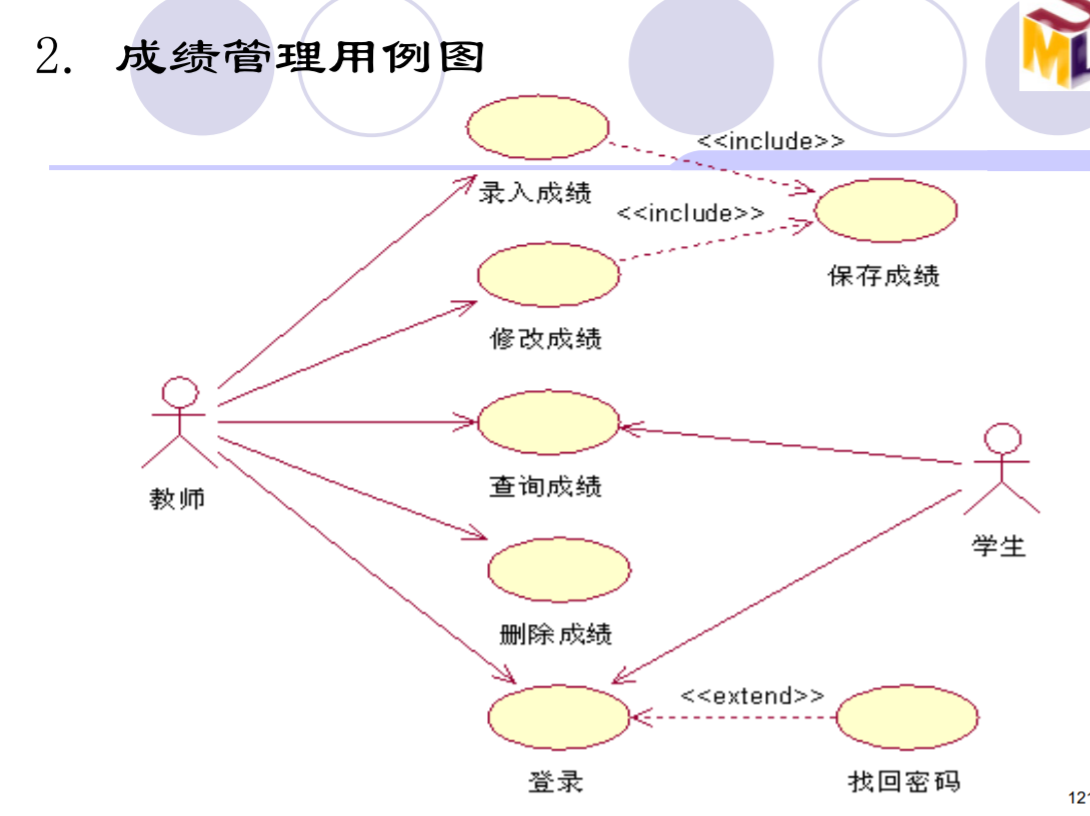 2. 成绩管理用例图
ML
<<include>>
录入成绩
<<include>>
保存成绩
修改成绩
查询成绩
教师
学生
删除成绩
<<extend>>
登录
找回密码
121